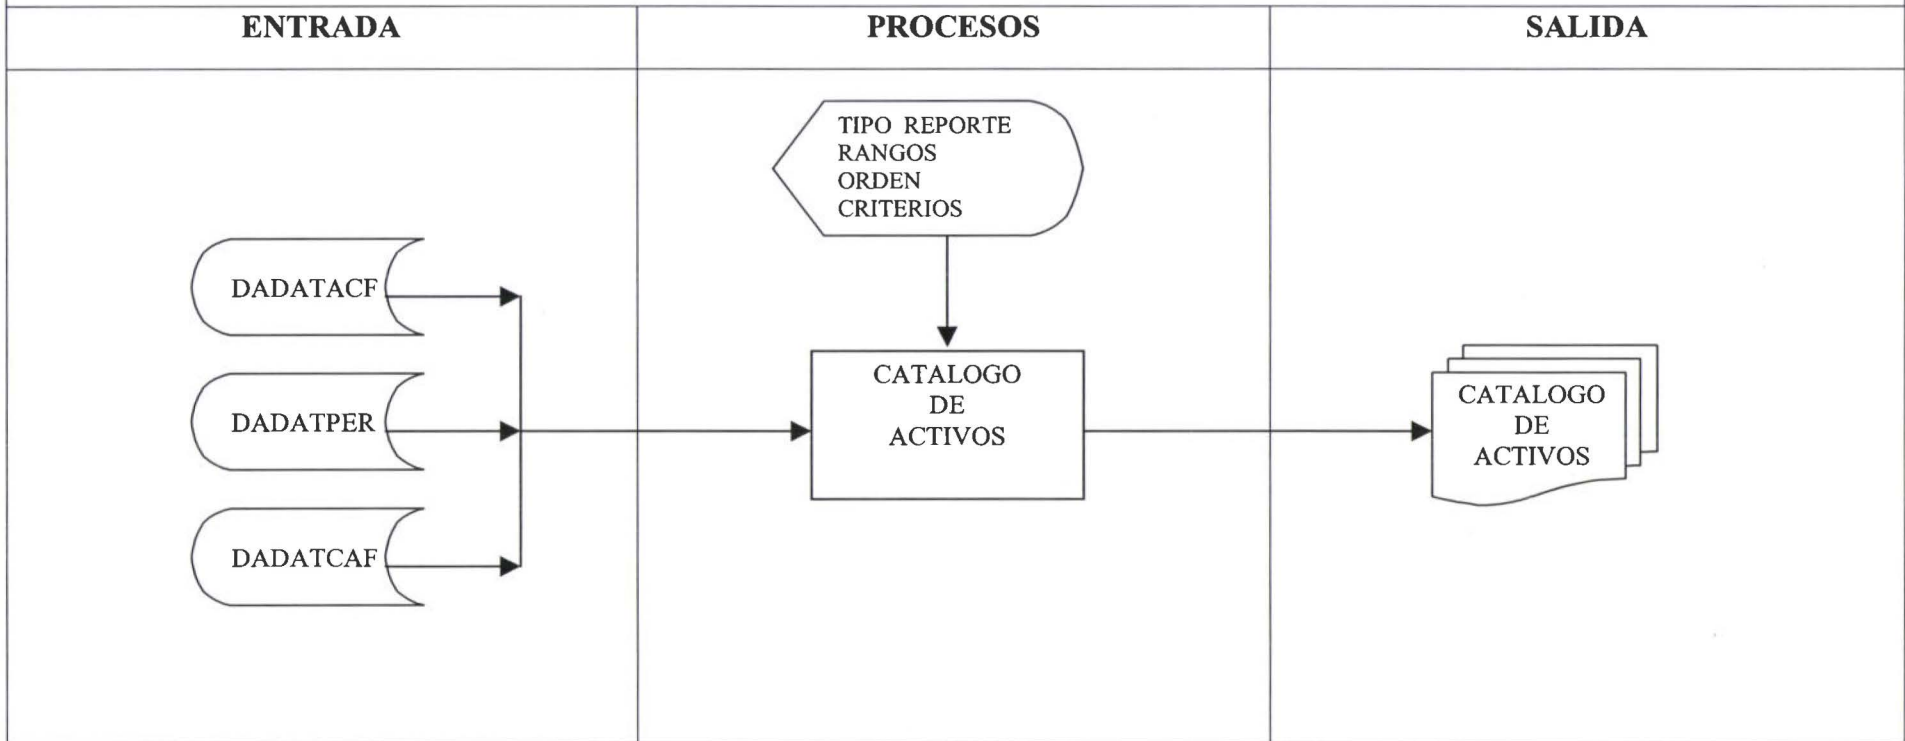 ENTRADA
PROCESOS
SALIDA
TIPO REPORTE
RANGOS
ORDEN
CRITERIOS
DADATACF
DADATPER
DADATCAF
CATALOGO
DE
ACTIVOS
CATALOGO
DE
ACTIVOS